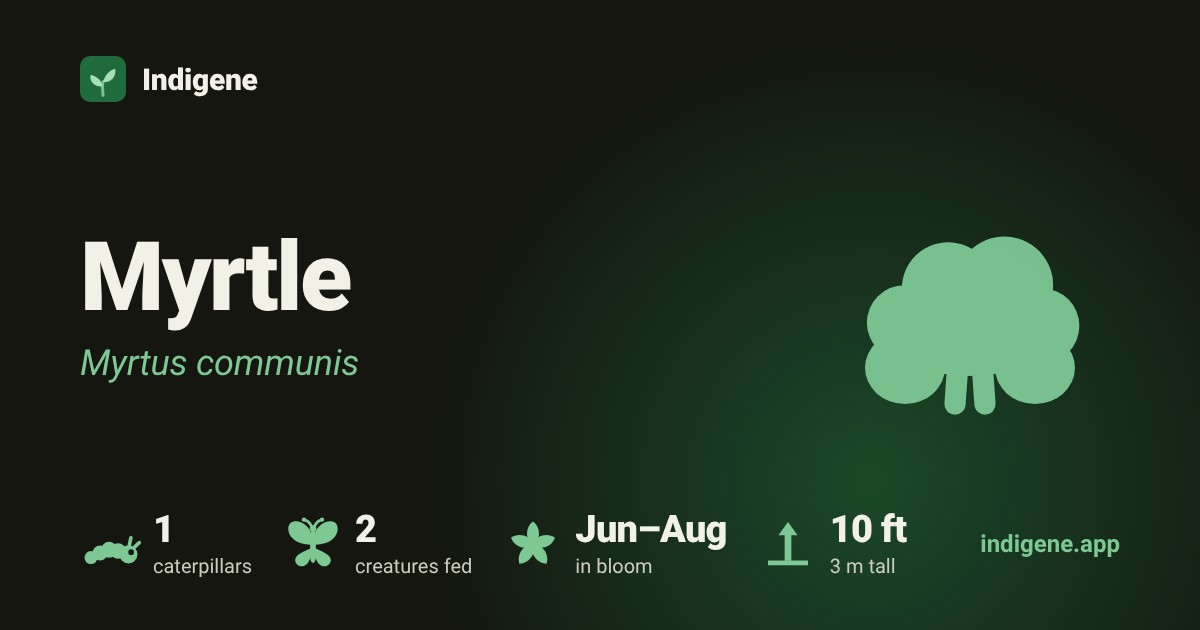 Indigene
Myrtle
Myrtus communis
1
caterpillars
2
creatures fed
Jun–Aug
in bloom
10 ft
3 m tall
indigene.app